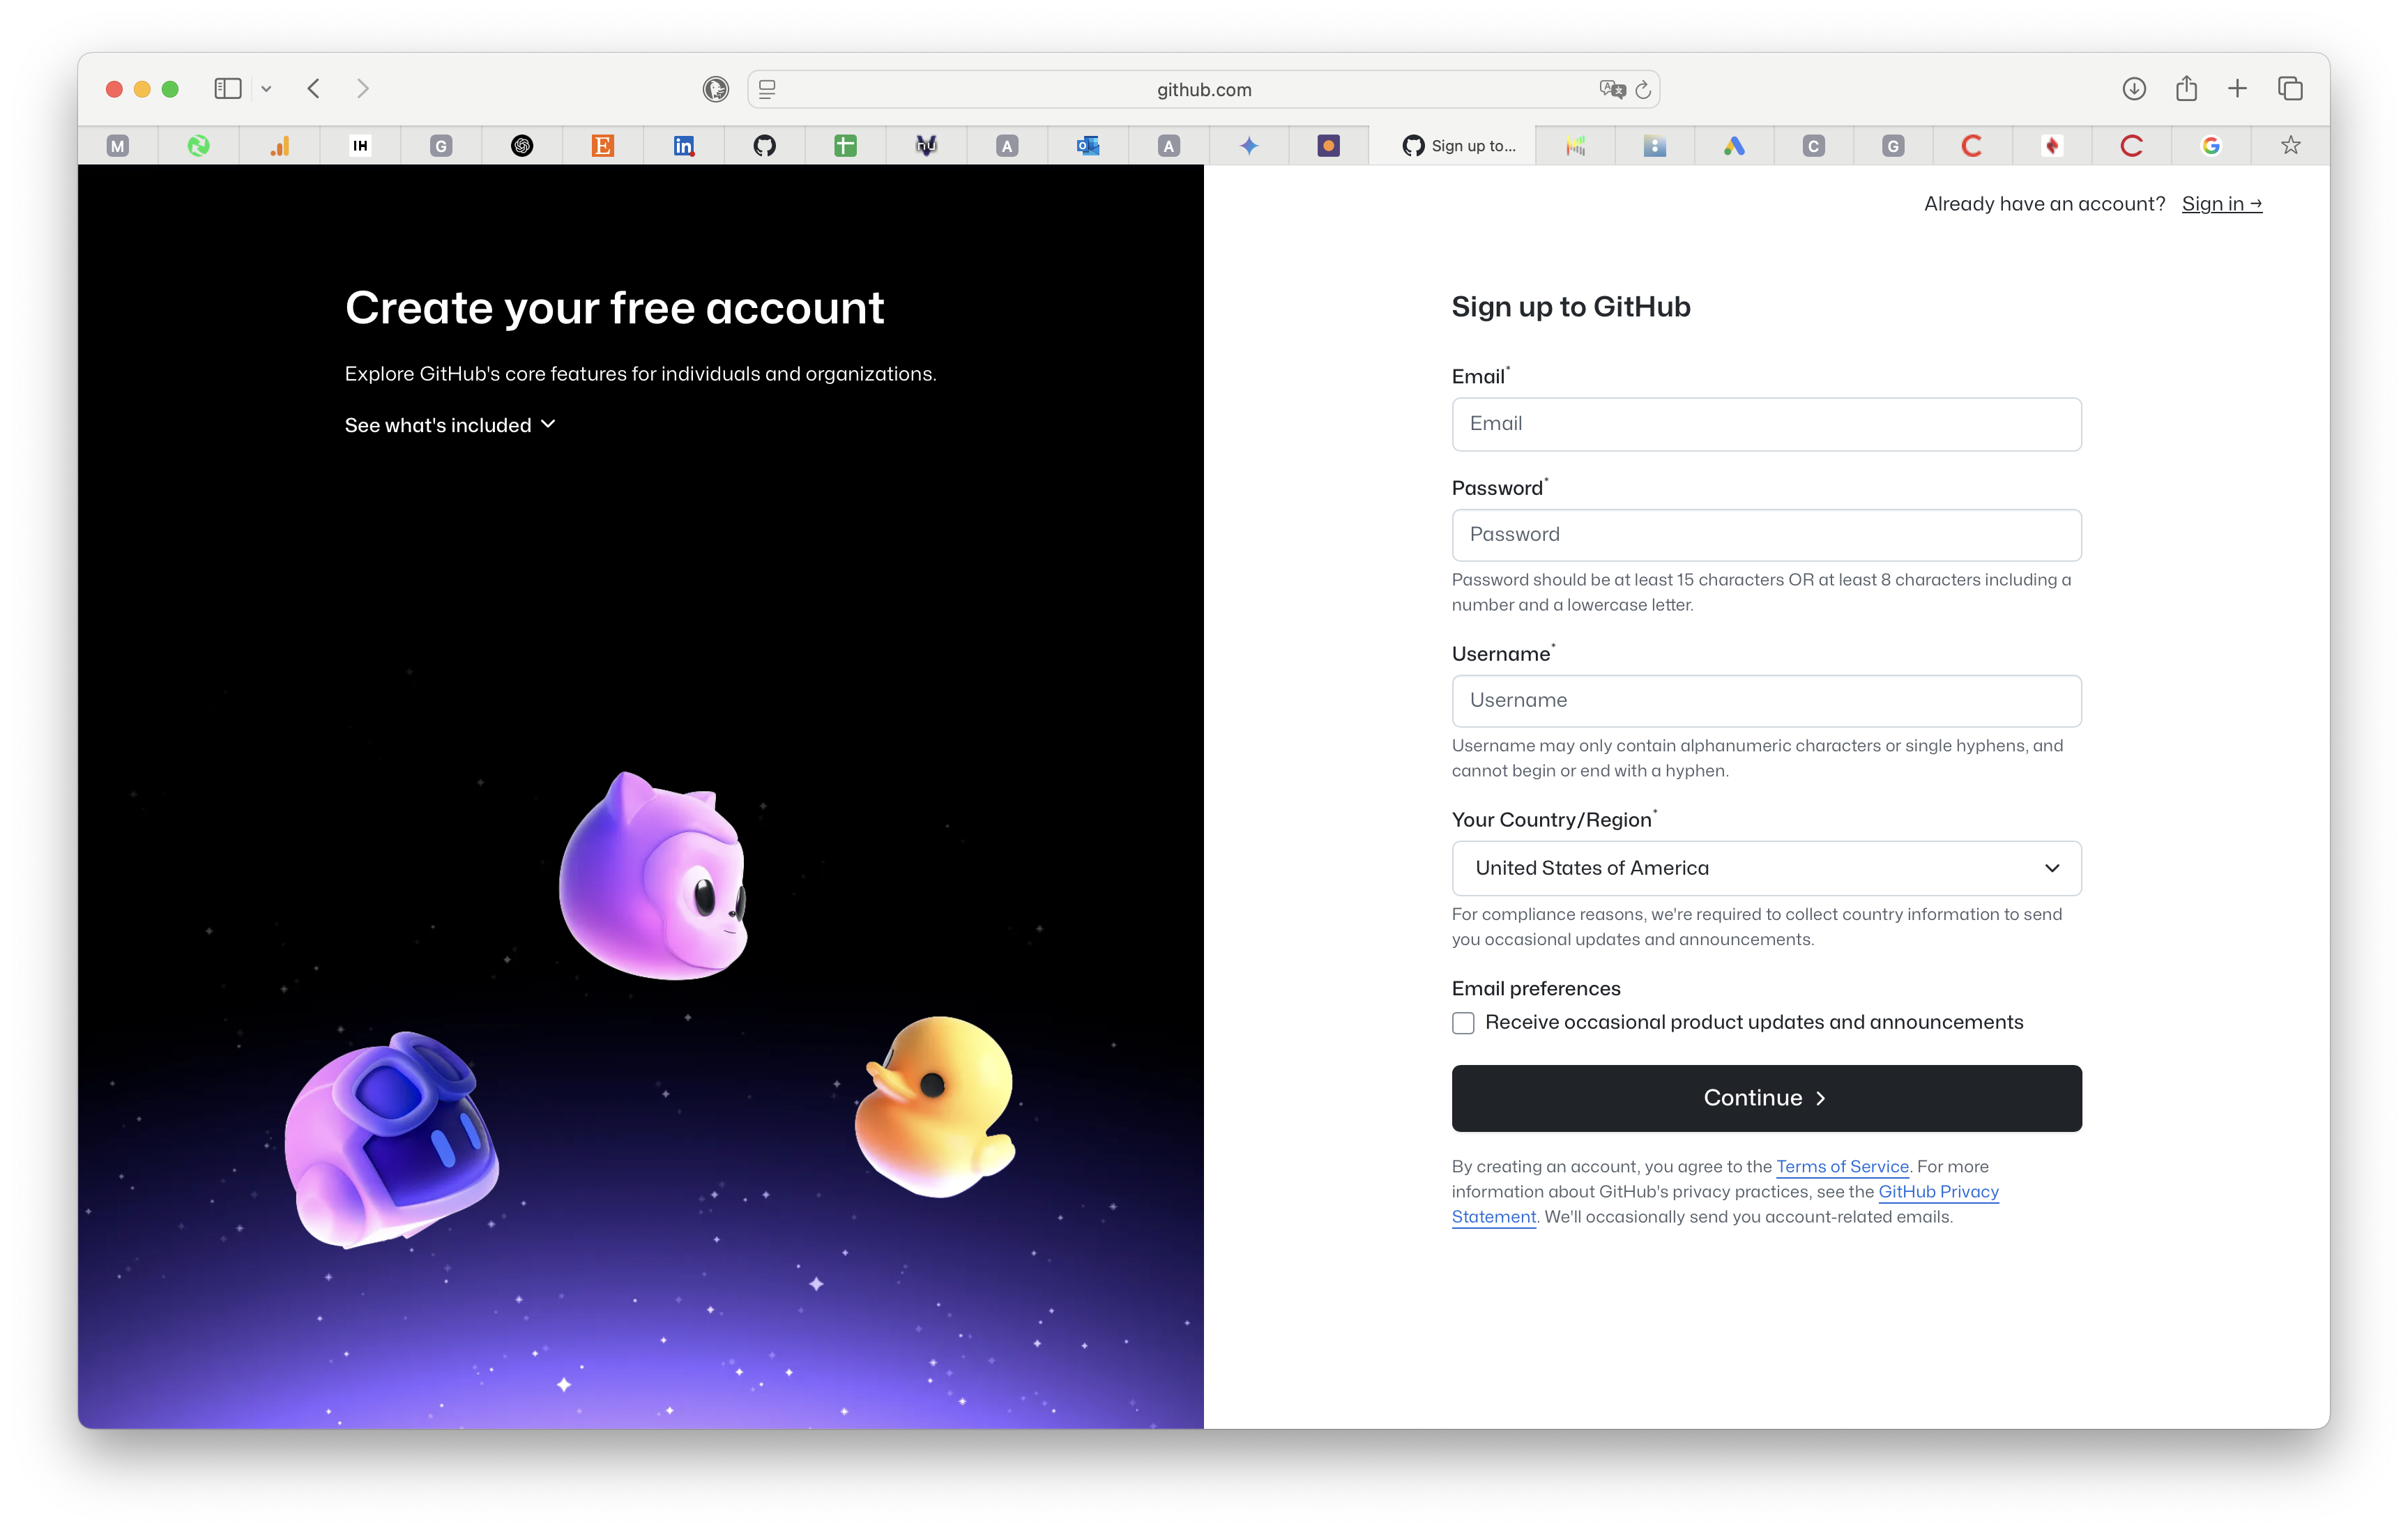 github.com
M
IH
G
E
in
nu
A
O
A
Sign up to...
C
G
C
C
G
Already have an account? Sign in →
Create your free account
Explore GitHub's core features for individuals and organizations.
See what's included
Sign up to GitHub
Email*
Email
Password*
Password
Password should be at least 15 characters OR at least 8 characters including a
number and a lowercase letter.
Username*
Username
Username may only contain alphanumeric characters or single hyphens, and
cannot begin or end with a hyphen.
Your Country/Region*
United States of America
For compliance reasons, we're required to collect country information to send
you occasional updates and announcements.
Email preferences
Receive occasional product updates and announcements
Continue
By creating an account, you agree to the Terms of Service. For more
information about GitHub's privacy practices, see the GitHub Privacy
Statement. We'll occasionally send you account-related emails.